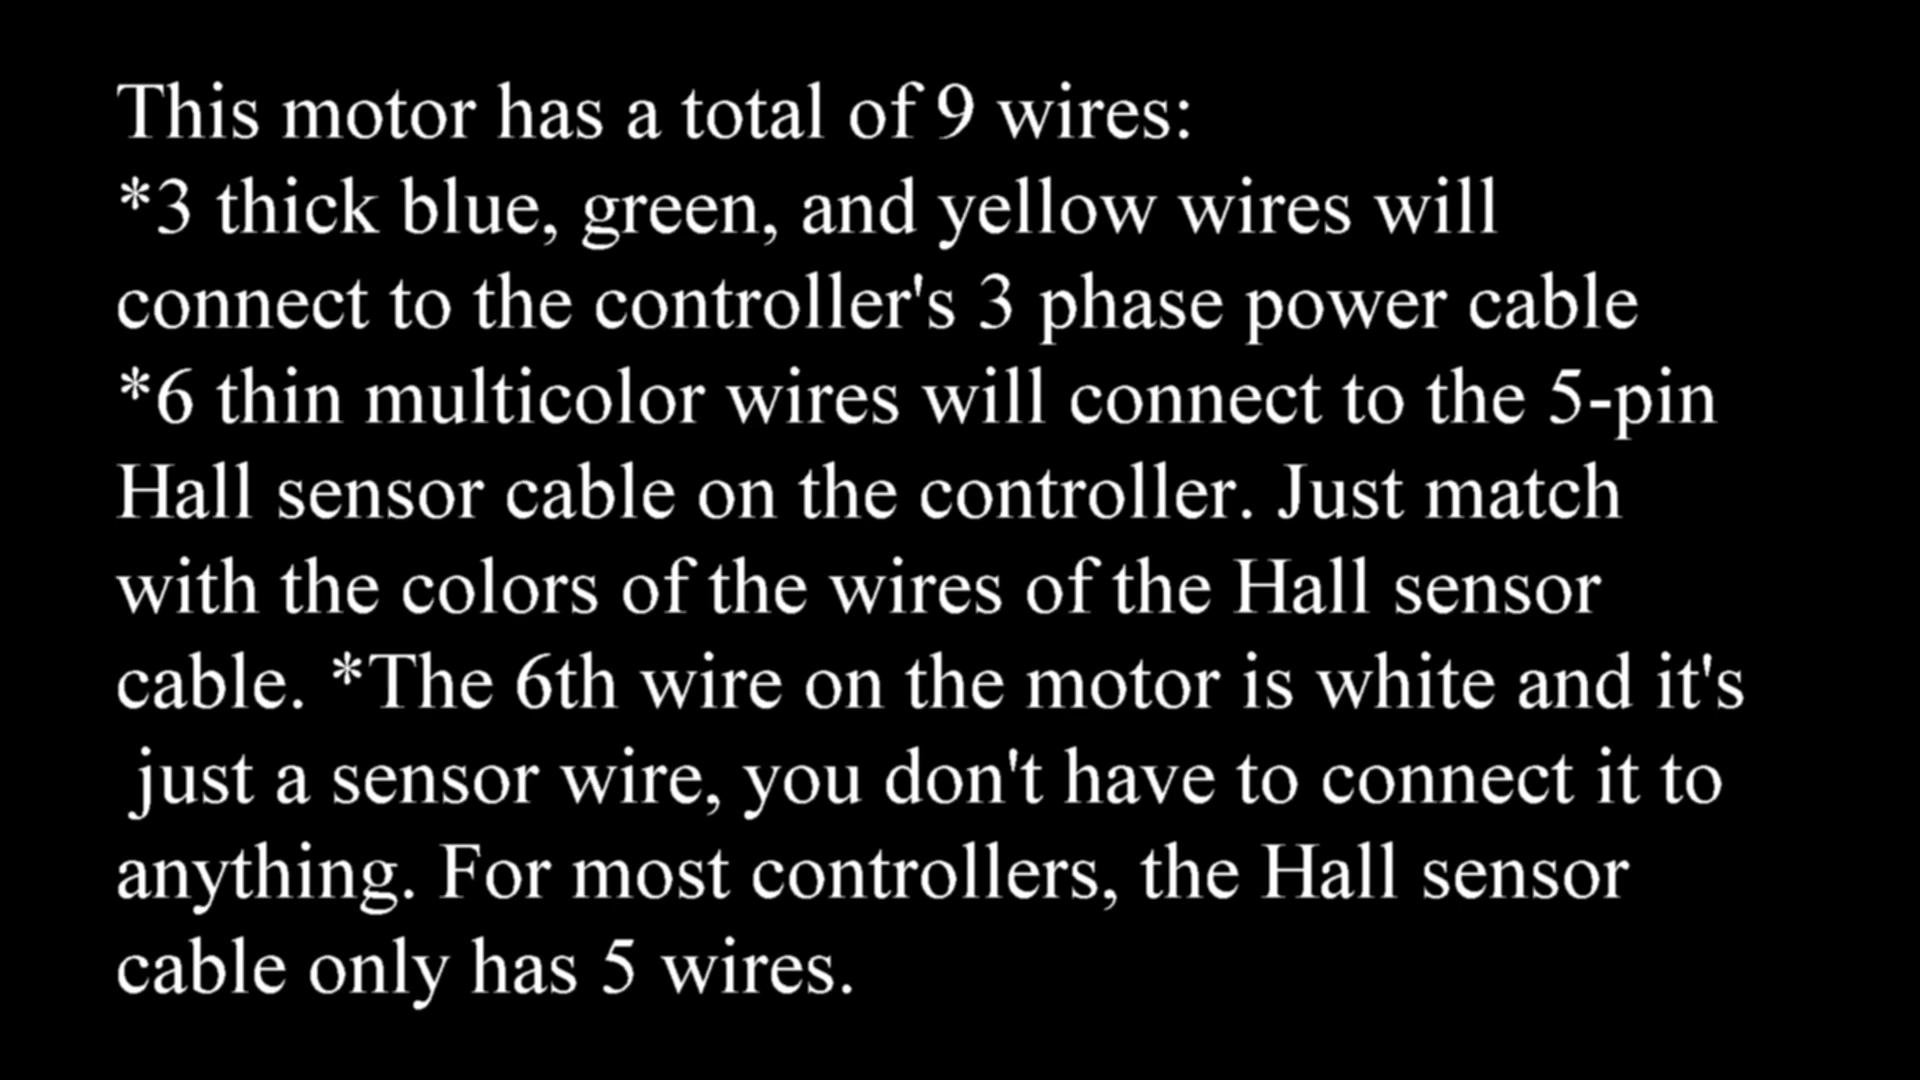 This motor has a total of 9 wires:
*3 thick blue, green, and yellow wires will
connect to the controller's 3 phase power cable
*6 thin multicolor wires will connect to the 5-pin
Hall sensor cable on the controller. Just match
with the colors of the wires of the Hall sensor
cable. *The 6th wire on the motor is white and it's
just a sensor wire, you don't have to connect it to
anything. For most controllers, the Hall sensor
cable only has 5 wires.